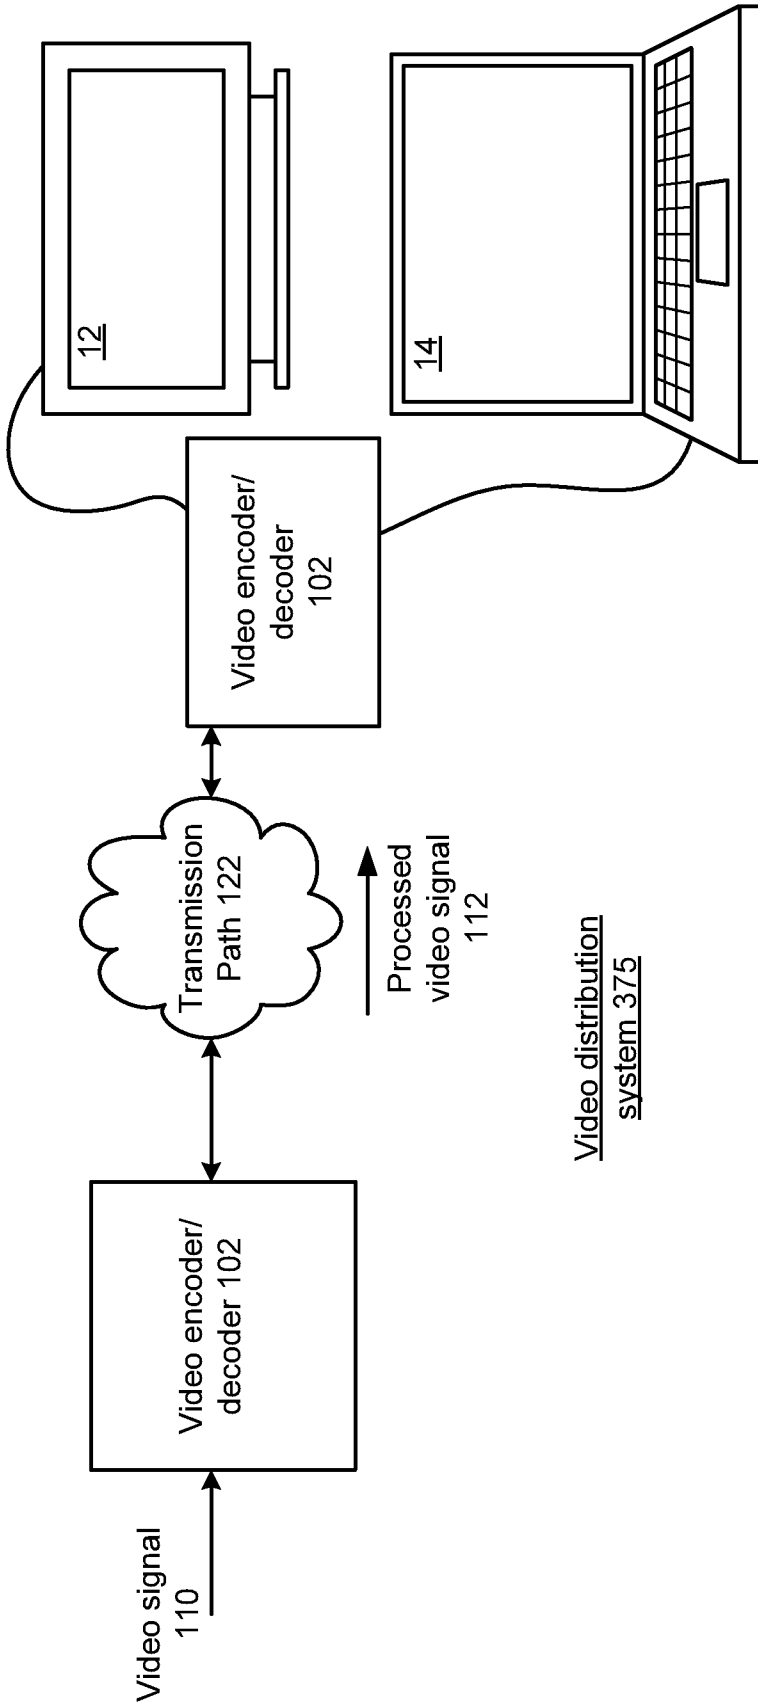 Video signal
110
Video encoder/
decoder 102
Transmission
Path 122
Processed
video signal
112
Video encoder/
decoder
102
12
14
Video distribution
system 375